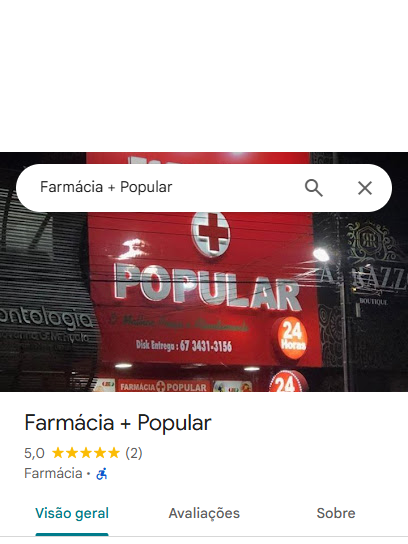 Farmácia + Popular
POPULAR
24
Horas
Disk Entrega : 67 3431-3156
BOUTIQUE
FARMÁCIA POPULAR
24
Farmácia + Popular
5,0 ★★★★★ (2)
Farmácia ·
Visão geral
Avaliações
Sobre